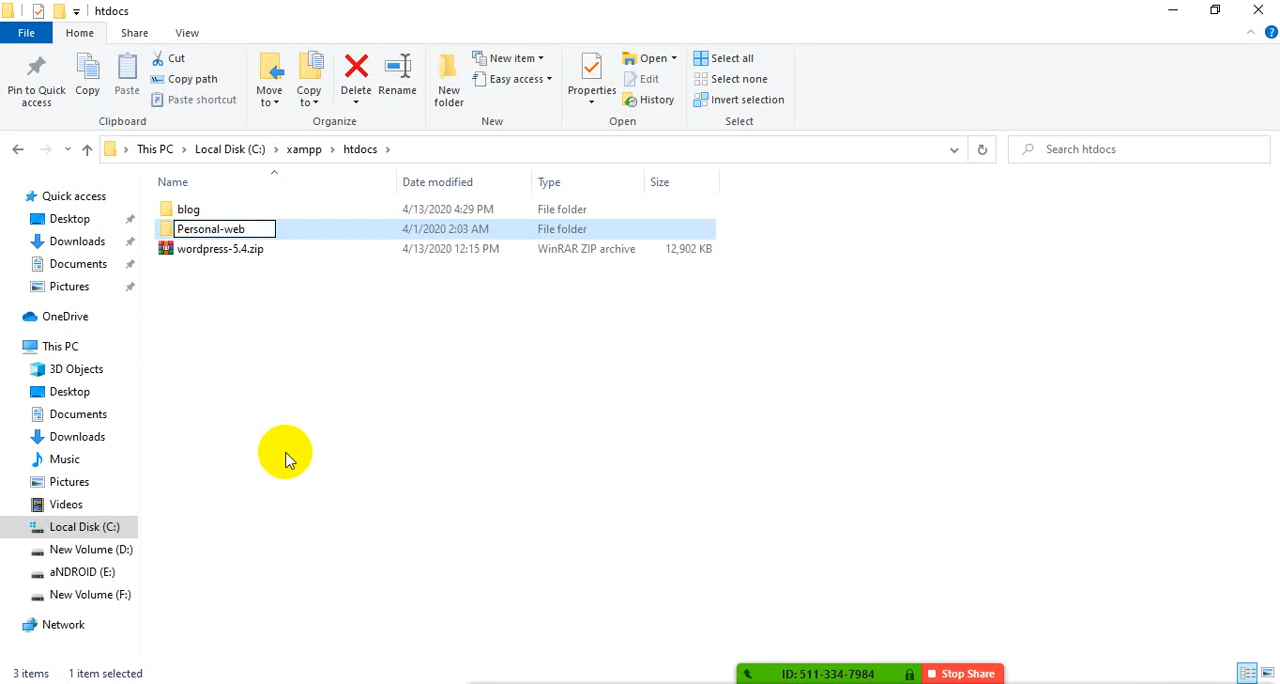 htdocs
File Home Share View
Pin to Quick access
Copy
Paste
Cut
Copy path
Paste shortcut
Clipboard
Move to
Copy to
Delete
Rename
Organize
New folder
New item
Easy access
New
Properties
Open
Edit
History
Open
Select all
Select none
Invert selection
Select
This PC › Local Disk (C:) › xampp › htdocs ›
Search htdocs
Name Date modified Type Size
blog 4/13/2020 4:29 PM File folder
Personal-web 4/1/2020 2:03 AM File folder
wordpress-5.4.zip 4/13/2020 12:15 PM WinRAR ZIP archive 12,902 KB
Quick access
Desktop
Downloads
Documents
Pictures
OneDrive
This PC
3D Objects
Desktop
Documents
Downloads
Music
Pictures
Videos
Local Disk (C:)
New Volume (D:)
aNDROID (E:)
New Volume (F:)
Network
3 items 1 item selected
ID: 511-334-7984 Stop Share